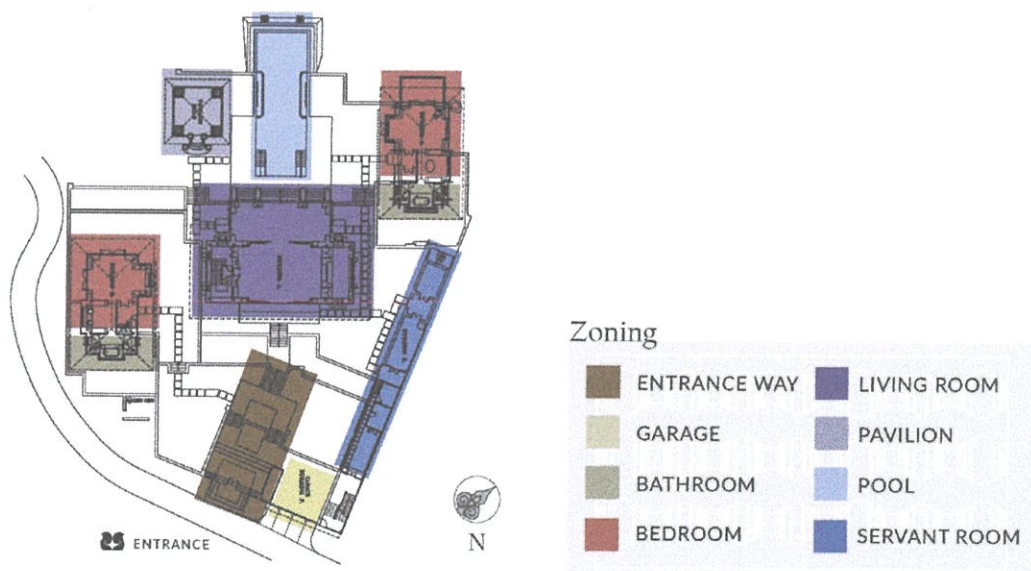 ENTRANCE
N
Zoning
ENTRANCE WAY
GARAGE
BATHROOM
BEDROOM
LIVING ROOM
PAVILION
POOL
SERVANT ROOM